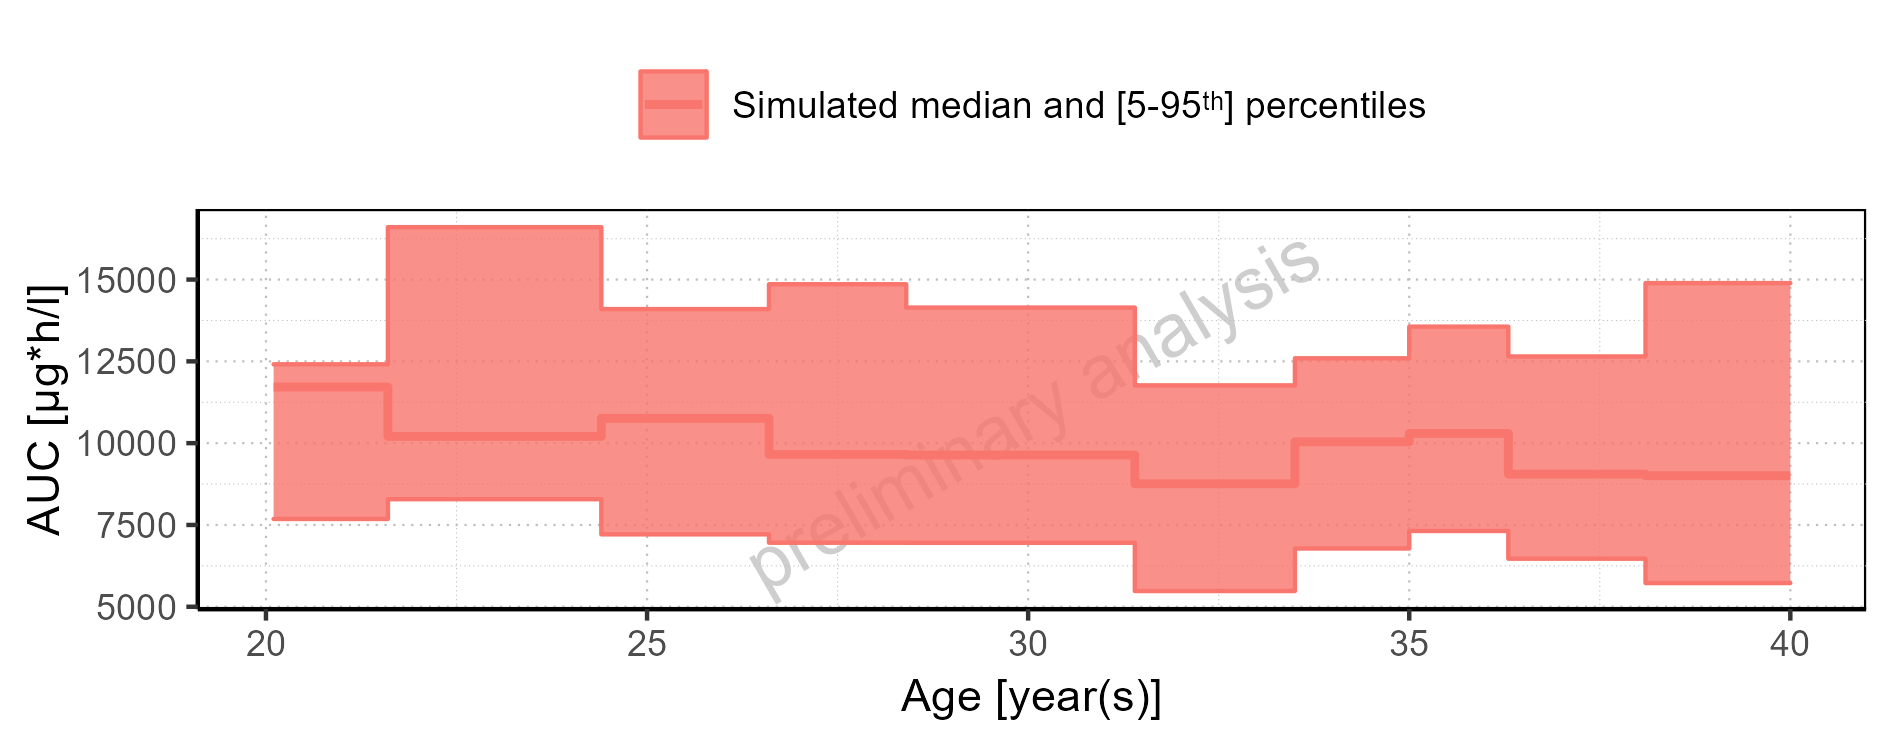 Simulated median and [5-95th] percentiles
AUC [µg*h/l]
15000
12500
10000
7500
5000
preliminary analysis
20 25 30 35 40
Age [year(s)]